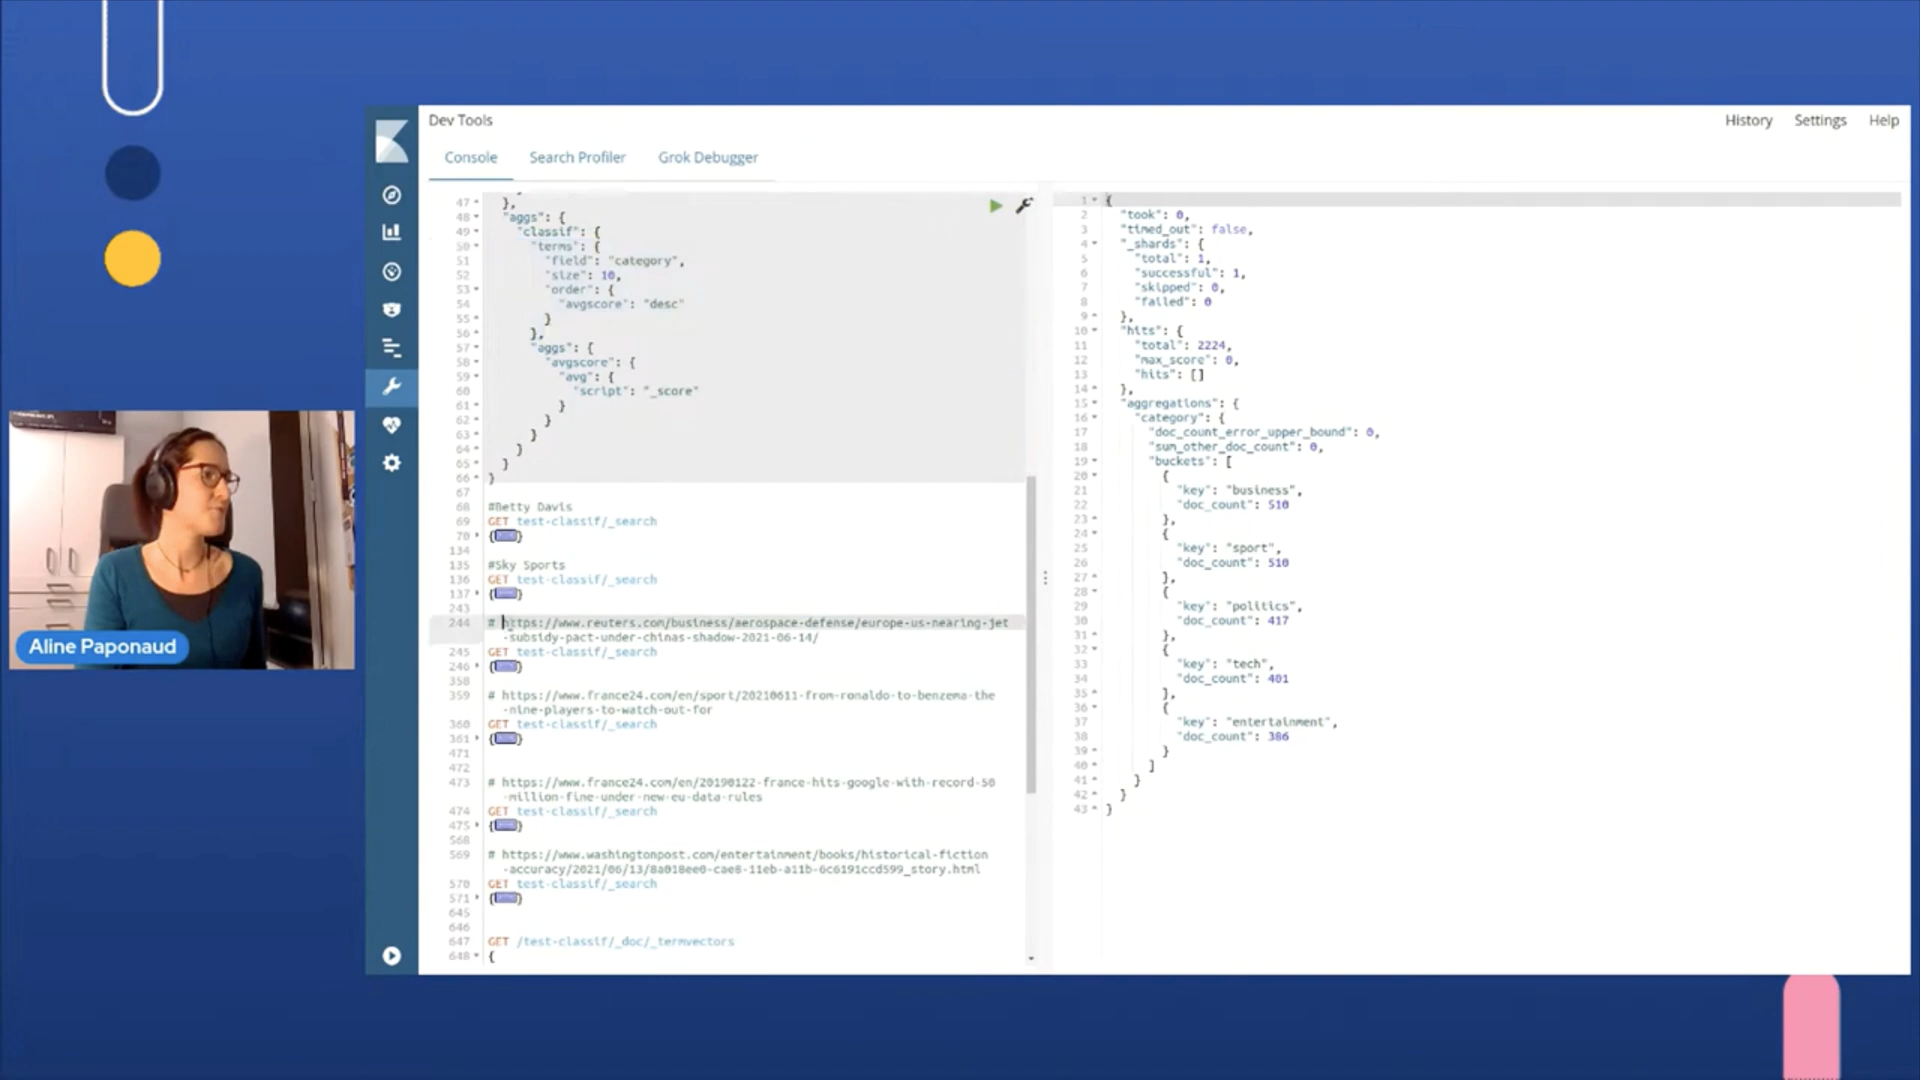 Dev Tools
History Settings Help
Console Search Profiler Grok Debugger
47 },
48 "aggs": {
49 "classif": {
50 "terms": {
51 "field": "category",
52 "size": 10,
53 "order": {
54 "avgscore": "desc"
55 }
56 },
57 "aggs": {
58 "avgscore": {
59 "avg": {
60 "script": "_score"
61 }
62 }
63 }
64 }
65 }
66 }
67
68 #Betty Davis
69 GET test-classif/_search
70 {}
134
135 #Sky Sports
136 GET test-classif/_search
137 {}
243
244 # https://www.reuters.com/business/aerospace-defense/europe-us-nearing-jet
-subsidy-pact-under-chinas-shadow-2021-06-14/
245 GET test-classif/_search
246 {}
358
359 # https://www.france24.com/en/sport/20210611-from-ronaldo-to-benzema-the
-nine-players-to-watch-out-for
360 GET test-classif/_search
361 {}
471
472
473 # https://www.france24.com/en/20190122-france-hits-google-with-record-50
-million-fine-under-new-eu-data-rules
474 GET test-classif/_search
475 {}
568
569 # https://www.washingtonpost.com/entertainment/books/historical-fiction
-accuracy/2021/06/13/8a018ee0-cae8-11eb-a11b-6c6191ccd599_story.html
570 GET test-classif/_search
571 {}
645
646
647 GET /test-classif/_doc/_termvectors
648 {
1 {
2 "took": 0,
3 "timed_out": false,
4 "_shards": {
5 "total": 1,
6 "successful": 1,
7 "skipped": 0,
8 "failed": 0
9 },
10 "hits": {
11 "total": 2224,
12 "max_score": 0,
13 "hits": []
14 },
15 "aggregations": {
16 "category": {
17 "doc_count_error_upper_bound": 0,
18 "sum_other_doc_count": 0,
19 "buckets": [
20 {
21 "key": "business",
22 "doc_count": 510
23 },
24 {
25 "key": "sport",
26 "doc_count": 510
27 },
28 {
29 "key": "politics",
30 "doc_count": 417
31 },
32 {
33 "key": "tech",
34 "doc_count": 401
35 },
36 {
37 "key": "entertainment",
38 "doc_count": 386
39 }
40 ]
41 }
42 }
43 }
Aline Paponaud